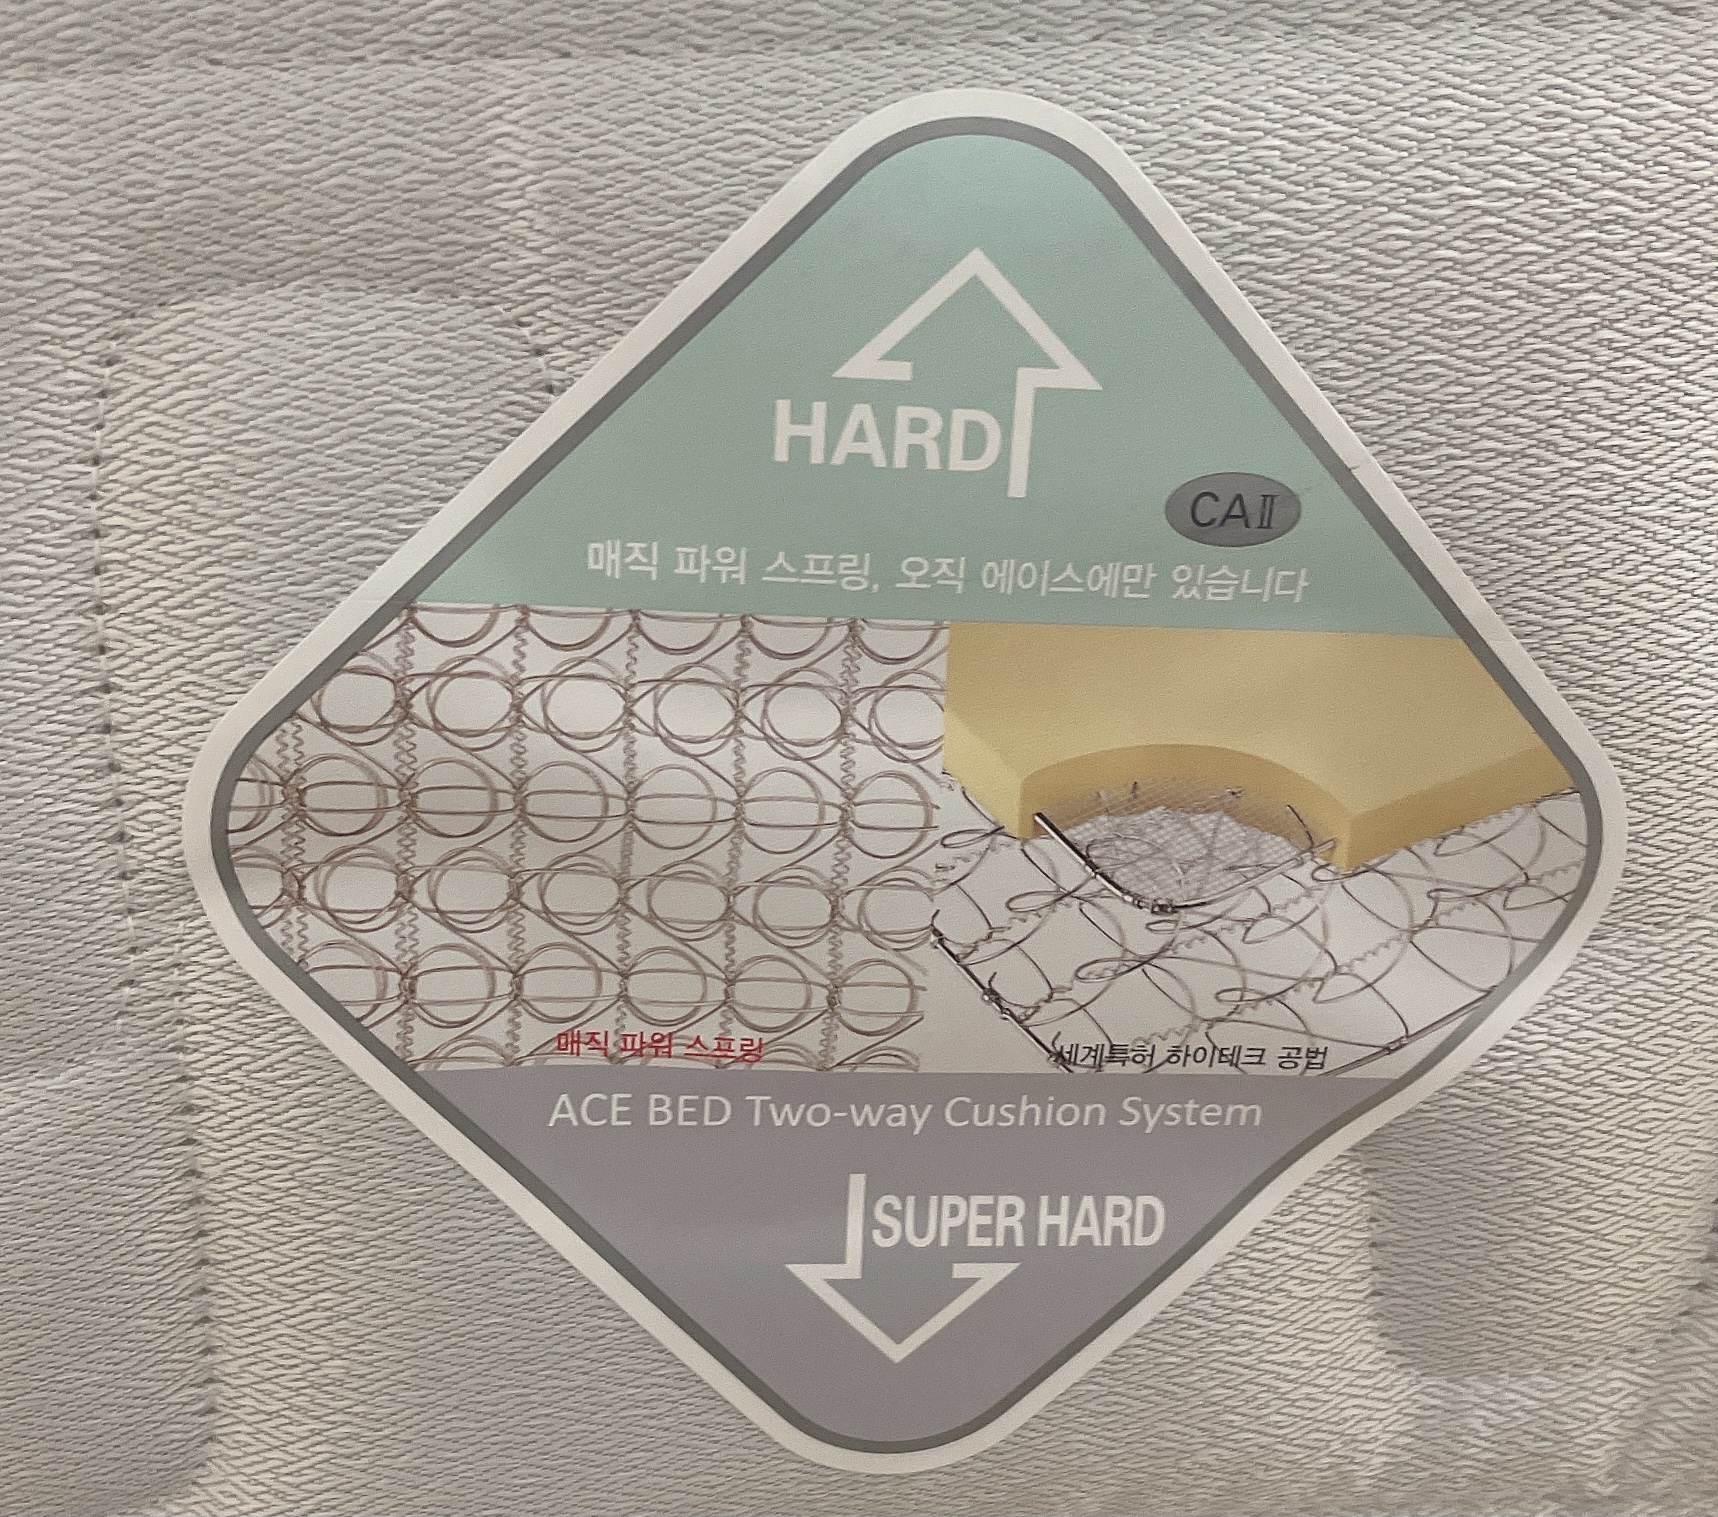 HARD
CAⅡ
매직 파워 스프링, 오직 에이스에만 있습니다
매직 파워 스프링
세계특허 하이테크 공법
ACE BED Two-way Cushion System
SUPER HARD